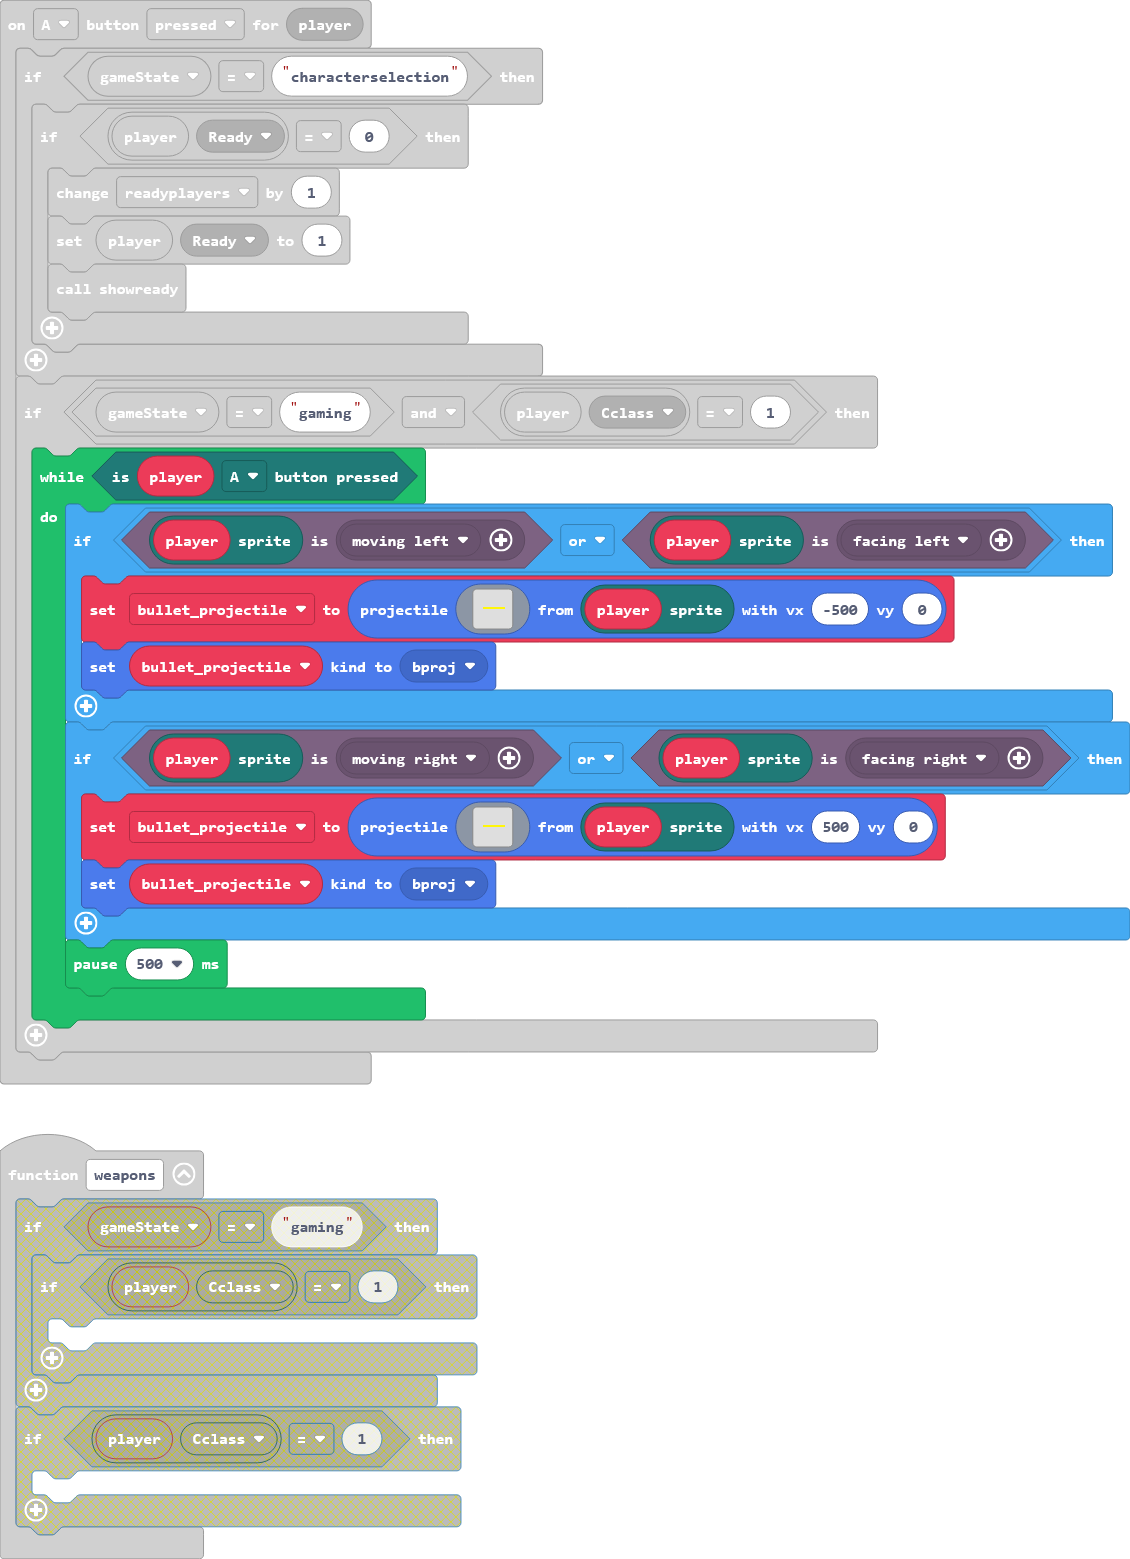 on A button pressed for player
if gameState = "characterselection" then
if player Ready = 0 then
change readyplayers by 1
set player Ready to 1
call showready
if gameState = "gaming" and player Cclass = 1 then
while is player A button pressed
do
if player sprite is moving left or player sprite is facing left then
set bullet_projectile to projectile from player sprite with vx -500 vy 0
set bullet_projectile kind to bproj
if player sprite is moving right or player sprite is facing right then
set bullet_projectile to projectile from player sprite with vx 500 vy 0
set bullet_projectile kind to bproj
pause 500 ms
function weapons
if gameState = "gaming" then
if player Cclass = 1 then
if player Cclass = 1 then